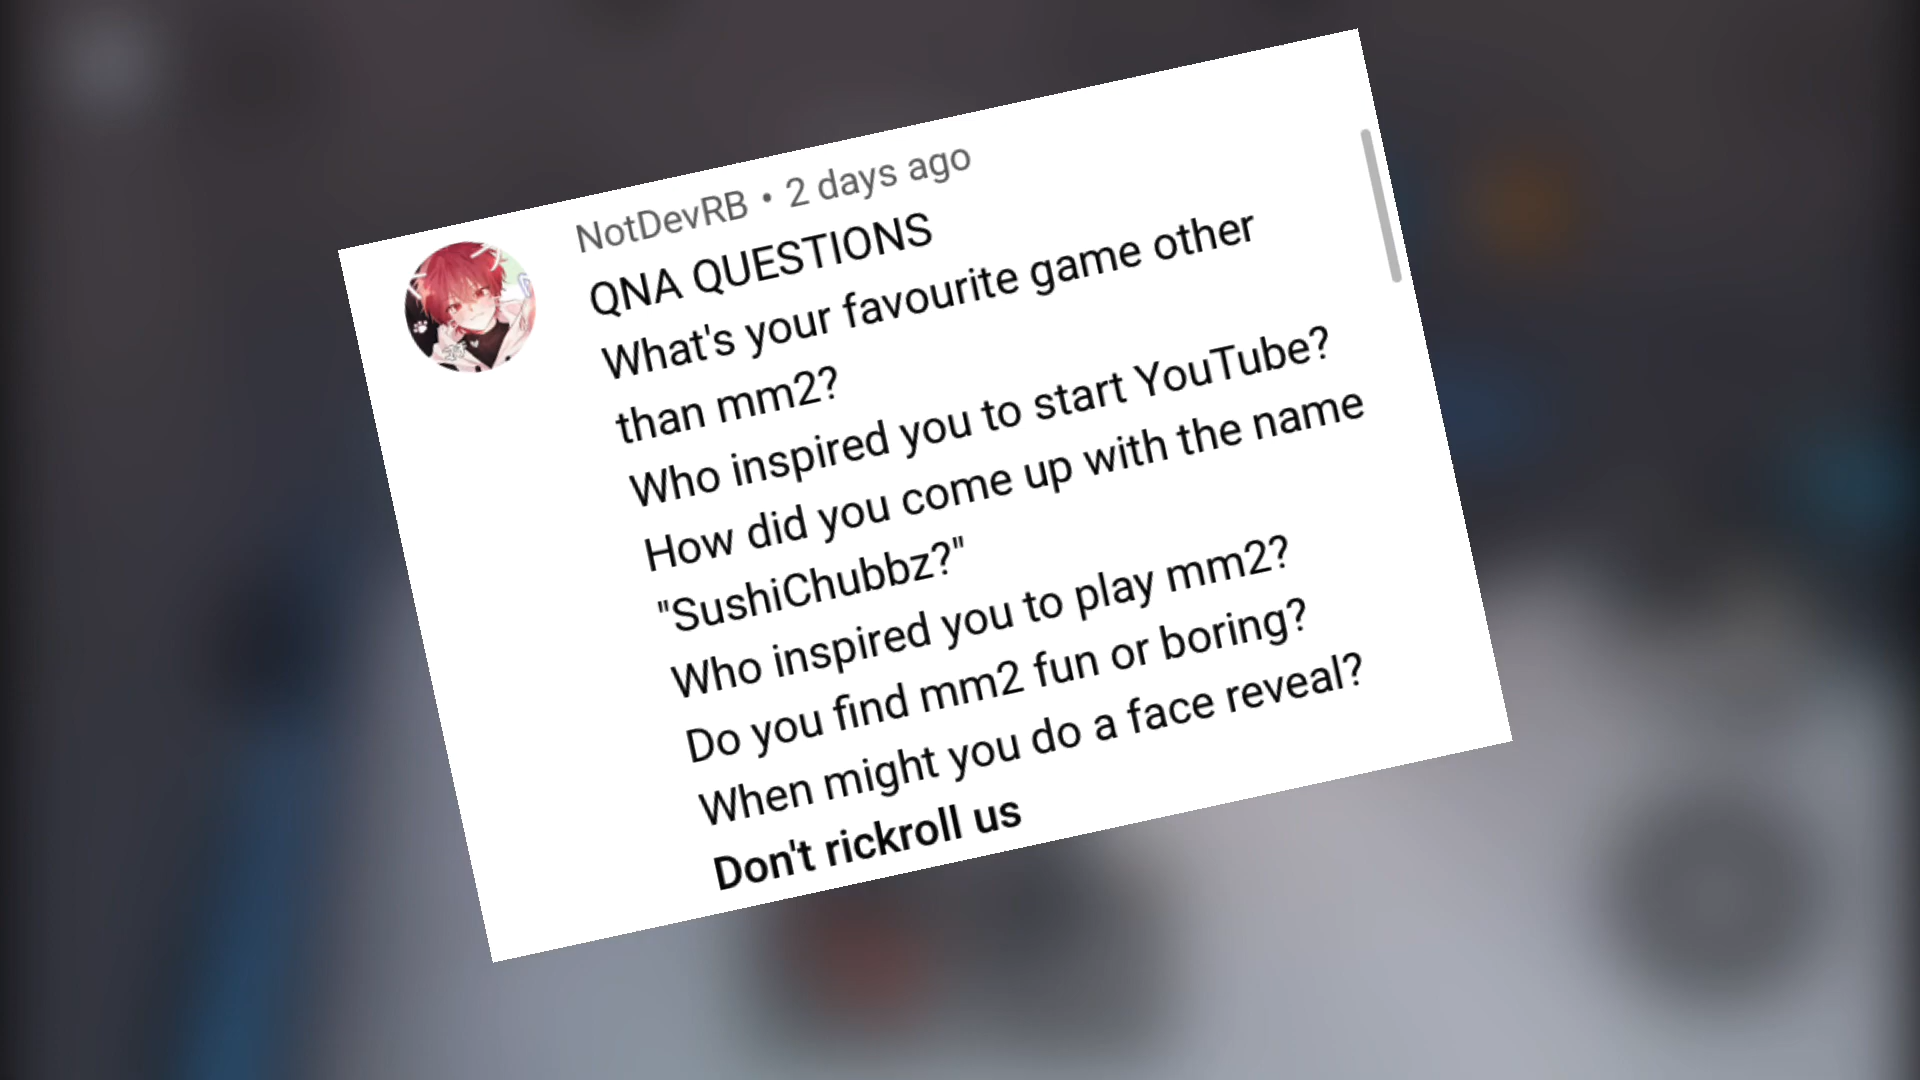 NotDevRB • 2 days ago
QNA QUESTIONS
What's your favourite game other
than mm2?
Who inspired you to start YouTube?
How did you come up with the name
"SushiChubbz?"
Who inspired you to play mm2?
Do you find mm2 fun or boring?
When might you do a face reveal?
Don't rickroll us